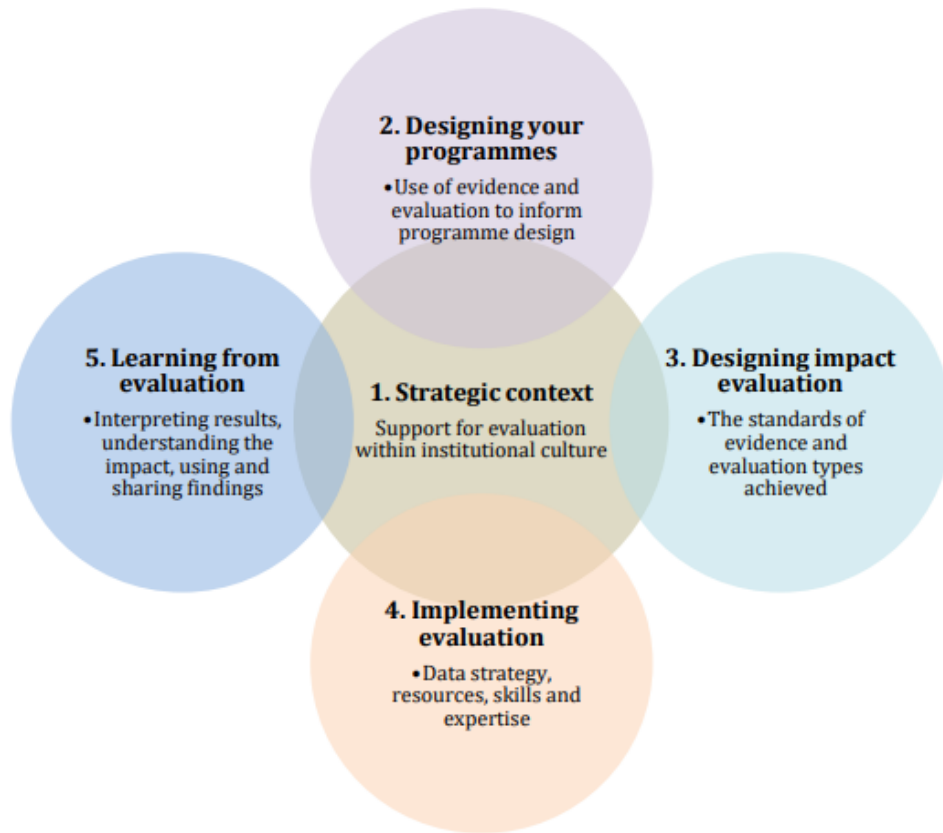 2. Designing your
programmes
•Use of evidence and
evaluation to inform
programme design
5. Learning from
evaluation
•Interpreting results,
understanding the
impact, using and
sharing findings
1. Strategic context
Support for evaluation
within institutional culture
3. Designing impact
evaluation
•The standards of
evidence and
evaluation types
achieved
4. Implementing
evaluation
•Data strategy,
resources, skills and
expertise